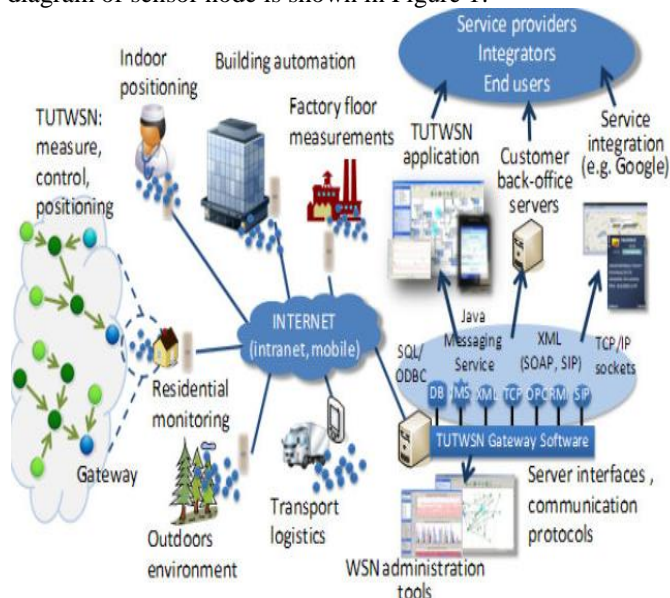 diagram of sensor node is shown in Figure 1.
Service providers
Integrators
End users
Indoor
positioning
Building automation
Factory floor
measurements
TUTWSN:
measure,
control,
positioning
TUTWSN
application
Customer
back-office
servers
Service
integration
(e.g. Google)
INTERNET
(intranet, mobile)
SQL/
ODBC
Java
Messaging
Service
XML
(SOAP, SIP)
TCP/IP
sockets
DB
JMS
XML
TCP
OPC
RMI
SIP
TUTWSN Gateway Software
Residential
monitoring
Gateway
Outdoors
environment
Transport
logistics
Server interfaces ,
communication
protocols
WSN administration
tools